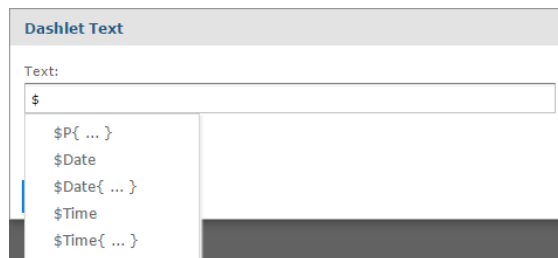 Dashlet Text
Text:
$
$P{ ... }
$Date
$Date{ ... }
$Time
$Time{ ... }